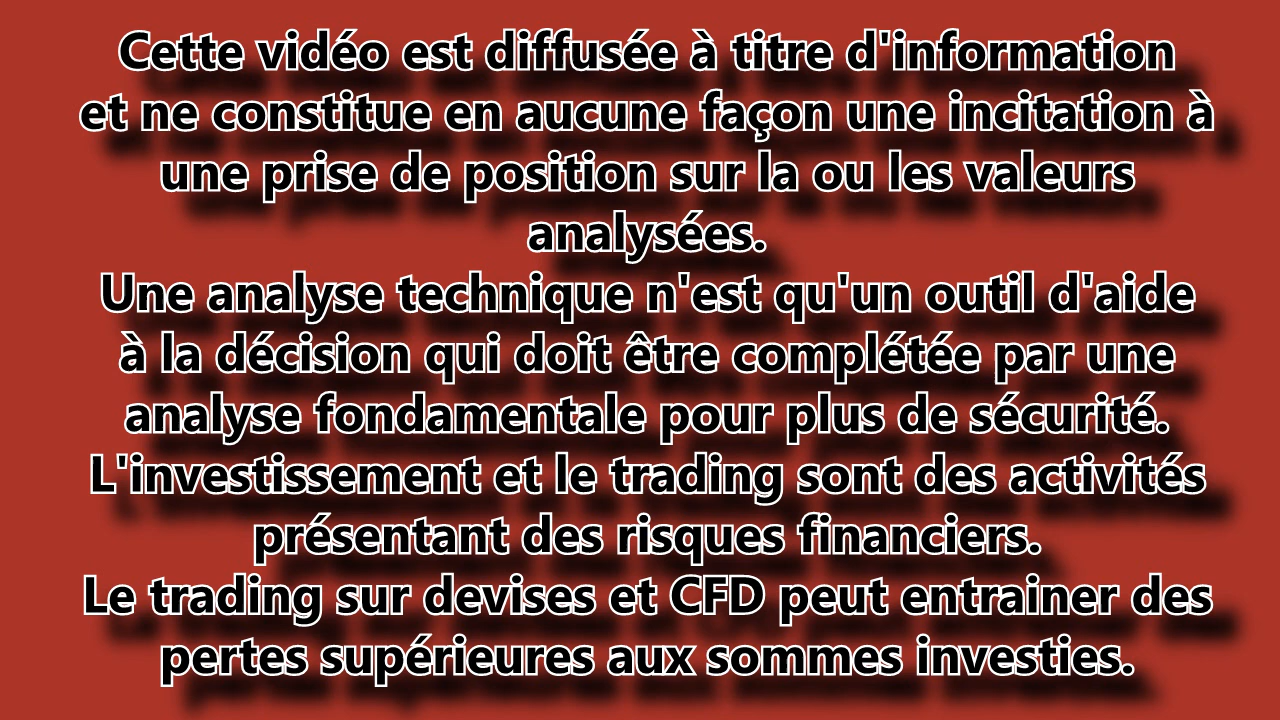 Cette vidéo est diffusée à titre d'information
et ne constitue en aucune façon une incitation à
une prise de position sur la ou les valeurs
analysées.
Une analyse technique n'est qu'un outil d'aide
à la décision qui doit être complétée par une
analyse fondamentale pour plus de sécurité.
L'investissement et le trading sont des activités
présentant des risques financiers.
Le trading sur devises et CFD peut entrainer des
pertes supérieures aux sommes investies.